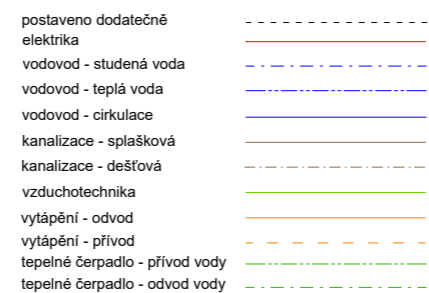 postaveno dodatečně
elektrika
vodovod - studená voda
vodovod - teplá voda
vodovod - cirkulace
kanalizace - splašková
kanalizace - dešťová
vzduchotechnika
vytápění - odvod
vytápění - přívod
tepelné čerpadlo - přívod vody
tepelné čerpadlo - odvod vody